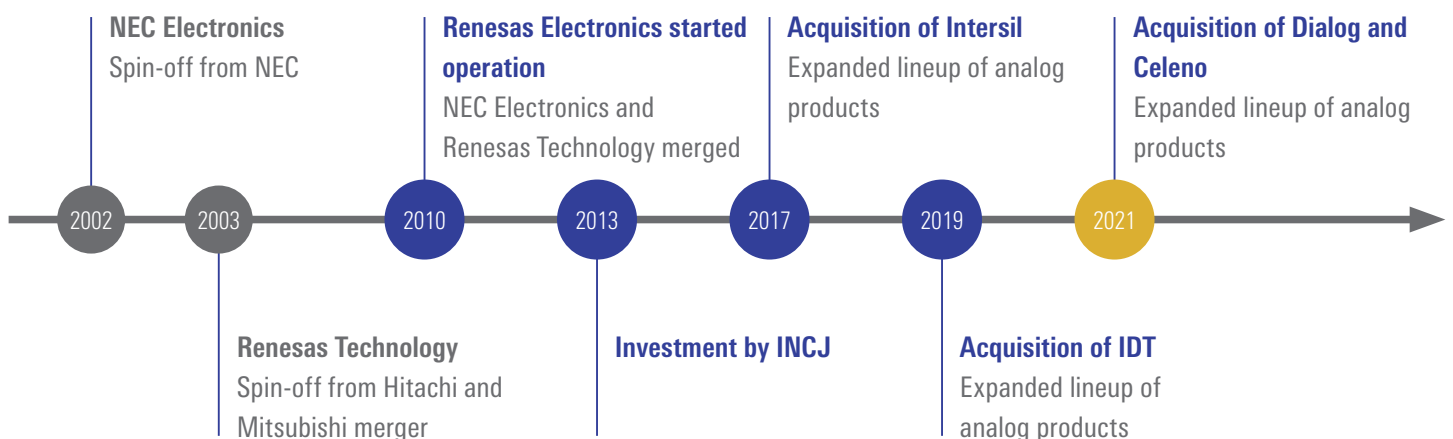 NEC Electronics
Spin-off from NEC
Renesas Electronics started
operation
NEC Electronics and
Renesas Technology merged
Acquisition of Intersil
Expanded lineup of analog
products
Acquisition of Dialog and
Celeno
Expanded lineup of analog
products
2002
2003
2010
2013
2017
2019
2021
Renesas Technology
Spin-off from Hitachi and
Mitsubishi merger
Investment by INCJ
Acquisition of IDT
Expanded lineup of
analog products